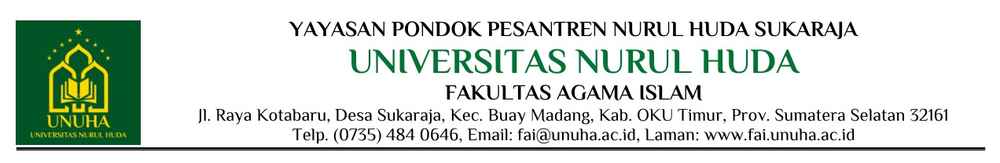 YAYASAN PONDOK PESANTREN NURUL HUDA SUKARAJA
UNIVERSITAS NURUL HUDA
FAKULTAS AGAMA ISLAM
Jl. Raya Kotabaru, Desa Sukaraja, Kec. Buay Madang, Kab. OKU Timur, Prov. Sumatera Selatan 32161
Telp. (0735) 484 0646, Email: fai@unuha.ac.id, Laman: www.fai.unuha.ac.id
UNUHA
UNIVERSITAS NURUL HUDA